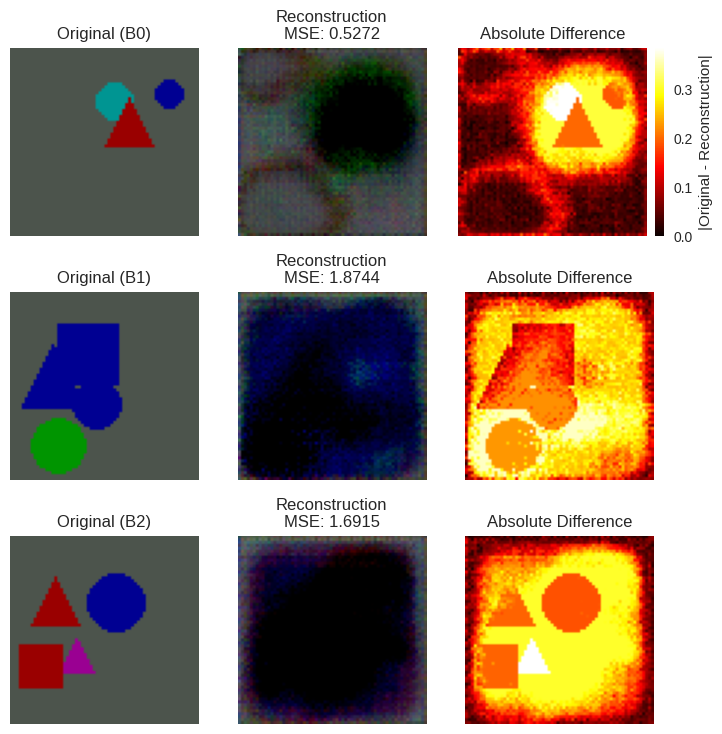 Original (B0)
Reconstruction
MSE: 0.5272
Absolute Difference
0.3
0.2
0.1
0.0
|Original - Reconstruction|
Original (B1)
Reconstruction
MSE: 1.8744
Absolute Difference
Original (B2)
Reconstruction
MSE: 1.6915
Absolute Difference